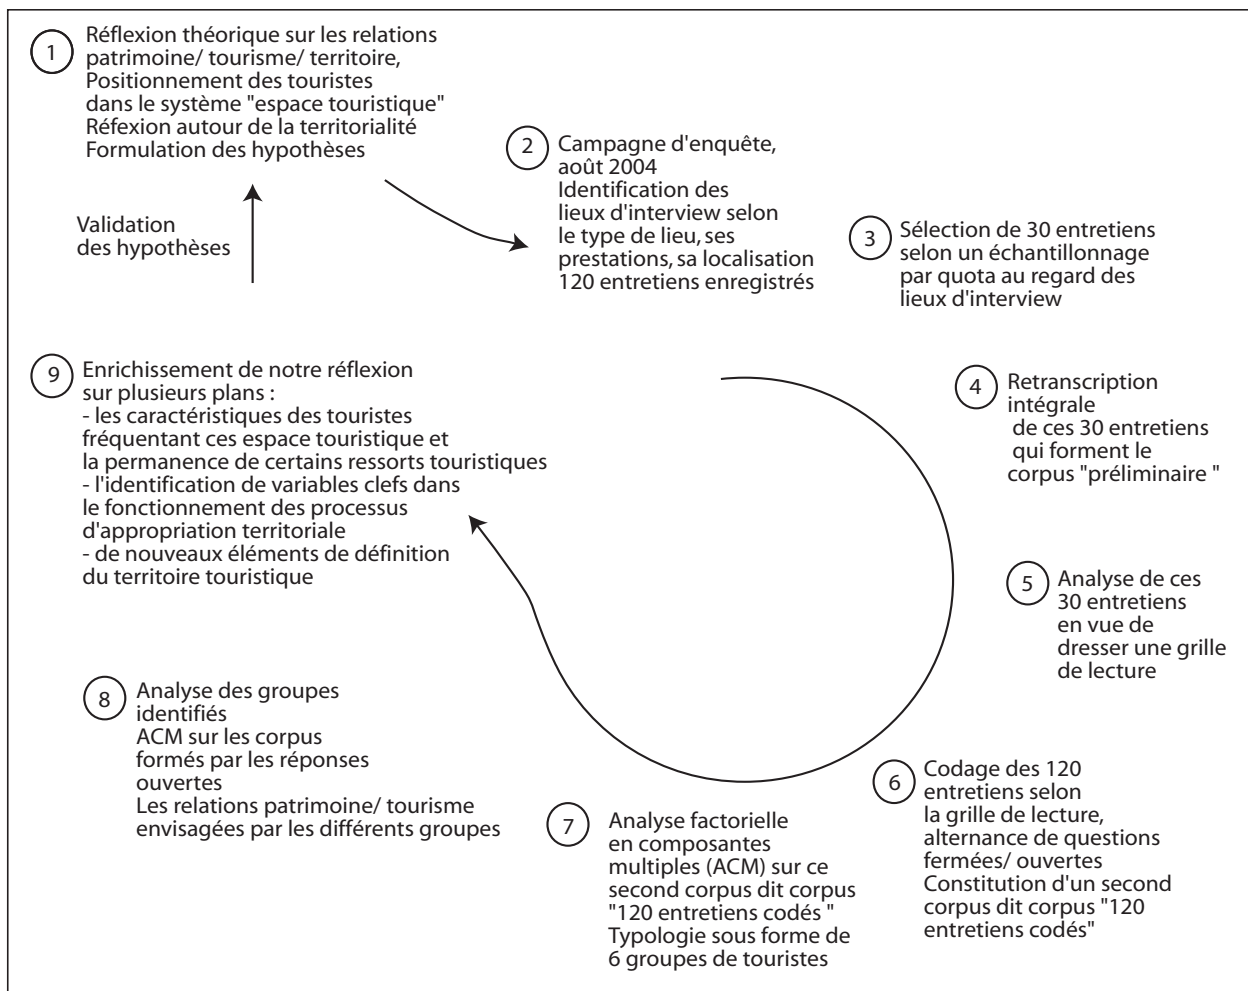 1
Réflexion théorique sur les relations
patrimoine/ tourisme/ territoire,
Positionnement des touristes
dans le système "espace touristique"
Réfexion autour de la territorialité
Formulation des hypothèses
Validation
des hypothèses
2
Campagne d'enquête,
août 2004
Identification des
lieux d'interview selon
le type de lieu, ses
prestations, sa localisation
120 entretiens enregistrés
3
Sélection de 30 entretiens
selon un échantillonnage
par quota au regard des
lieux d'interview
4
Retranscription
intégrale
de ces 30 entretiens
qui forment le
corpus "préliminaire "
5
Analyse de ces
30 entretiens
en vue de
dresser une grille
de lecture
6
Codage des 120
entretiens selon
la grille de lecture,
alternance de questions
fermées/ ouvertes
Constitution d'un second
corpus dit corpus "120
entretiens codés"
7
Analyse factorielle
en composantes
multiples (ACM) sur ce
second corpus dit corpus
"120 entretiens codés "
Typologie sous forme de
6 groupes de touristes
8
Analyse des groupes
identifiés
ACM sur les corpus
formés par les réponses
ouvertes
Les relations patrimoine/ tourisme
envisagées par les différents groupes
9
Enrichissement de notre réflexion
sur plusieurs plans :
- les caractéristiques des touristes
fréquentant ces espace touristique et
la permanence de certains ressorts touristiques
- l'identification de variables clefs dans
le fonctionnement des processus
d'appropriation territoriale
- de nouveaux éléments de définition
du territoire touristique